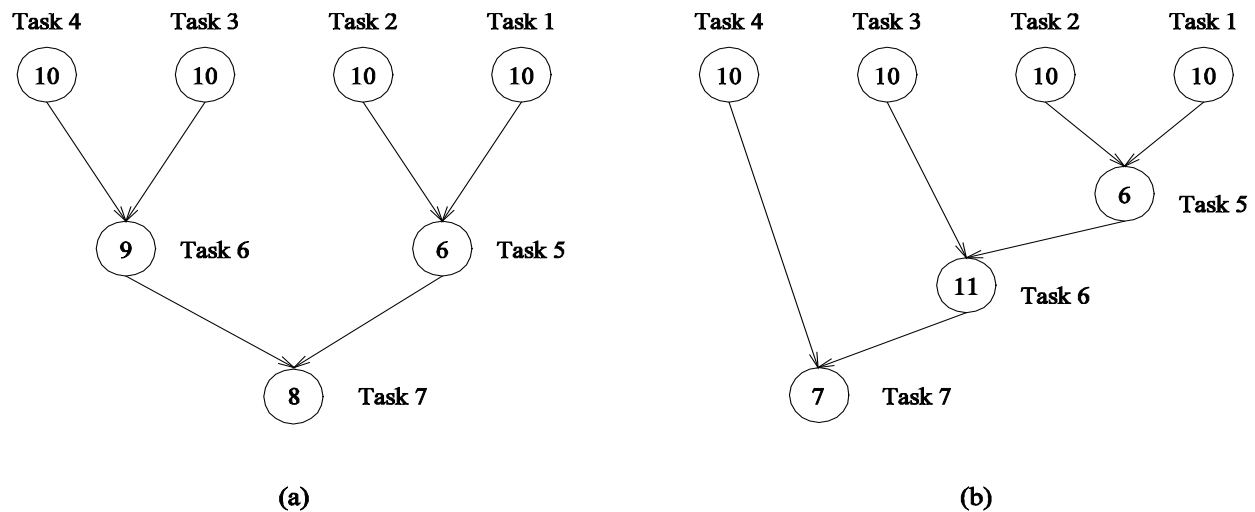 Task 4 Task 3 Task 2 Task 1 Task 4 Task 3 Task 2 Task 1
10 10 10 10 10 10 10 10
6 Task 5
9 Task 6 6 Task 5
11 Task 6
8 Task 7 7 Task 7
(a) (b)